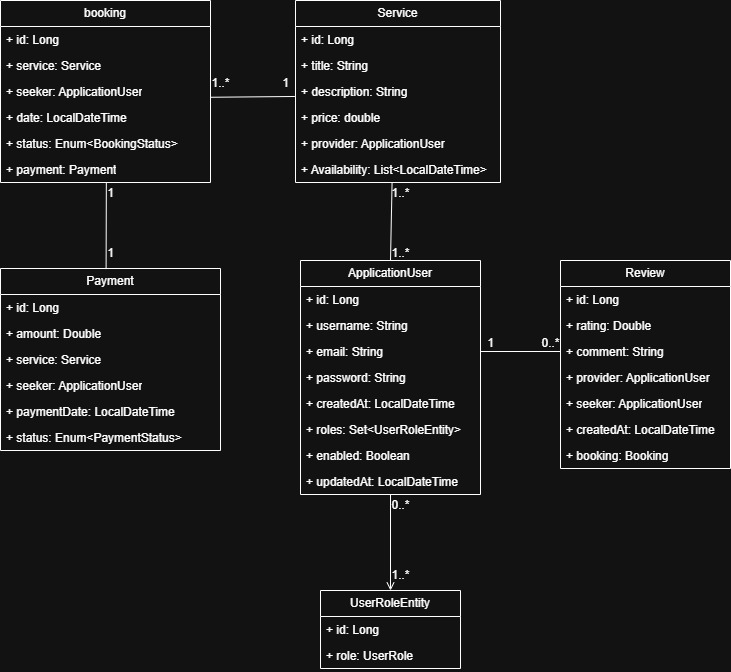 booking
+ id: Long
+ service: Service
+ seeker: ApplicationUser
+ date: LocalDateTime
+ status: Enum<BookingStatus>
+ payment: Payment
1..*
1
Service
+ id: Long
+ title: String
+ description: String
+ price: double
+ provider: ApplicationUser
+ Availability: List<LocalDateTime>
1
1
1..*
1..*
Payment
+ id: Long
+ amount: Double
+ service: Service
+ seeker: ApplicationUser
+ paymentDate: LocalDateTime
+ status: Enum<PaymentStatus>
ApplicationUser
+ id: Long
+ username: String
+ email: String
+ password: String
+ createdAt: LocalDateTime
+ roles: Set<UserRoleEntity>
+ enabled: Boolean
+ updatedAt: LocalDateTime
1
0..*
Review
+ id: Long
+ rating: Double
+ comment: String
+ provider: ApplicationUser
+ seeker: ApplicationUser
+ createdAt: LocalDateTime
+ booking: Booking
0..*
1..*
UserRoleEntity
+ id: Long
+ role: UserRole